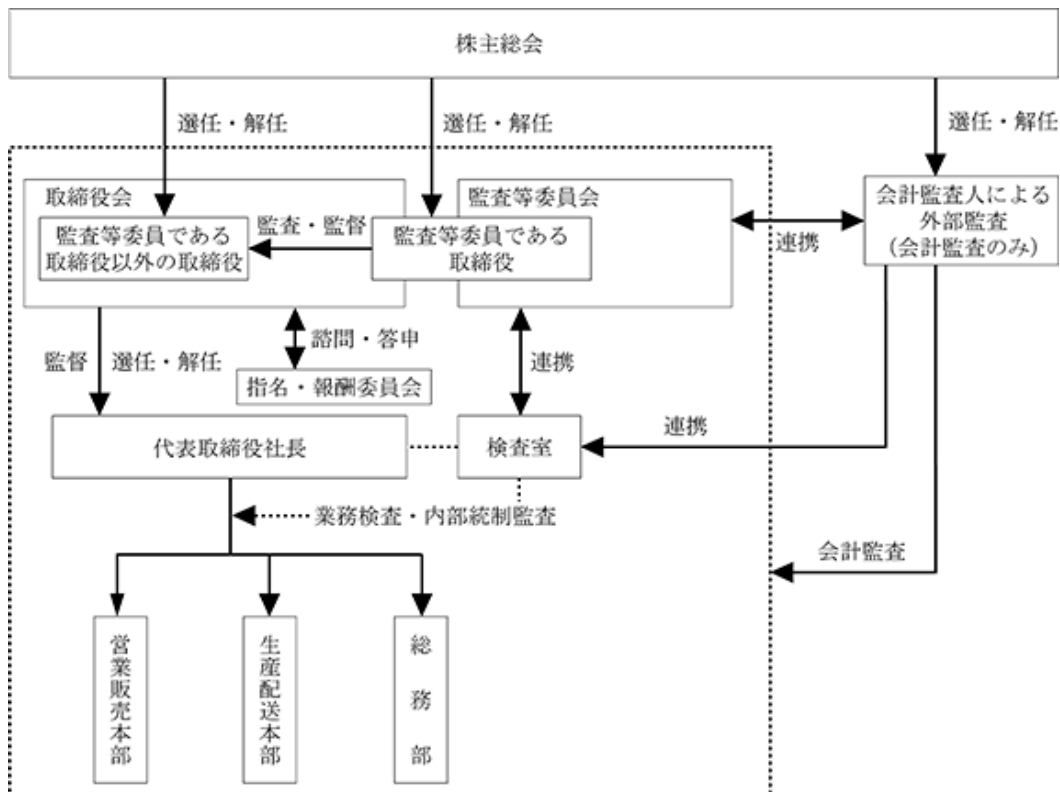 株主総会
選任・解任
選任・解任
選任・解任
取締役会
監査等委員会
監査等委員である
取締役以外の取締役
監査・監督
監査等委員である
取締役
連携
会計監査人による
外部監査
(会計監査のみ)
監督
選任・解任
諮問・答申
指名・報酬委員会
連携
代表取締役社長
検査室
連携
業務検査・内部統制監査
会計監査
営業販売本部
生産配送本部
総務部